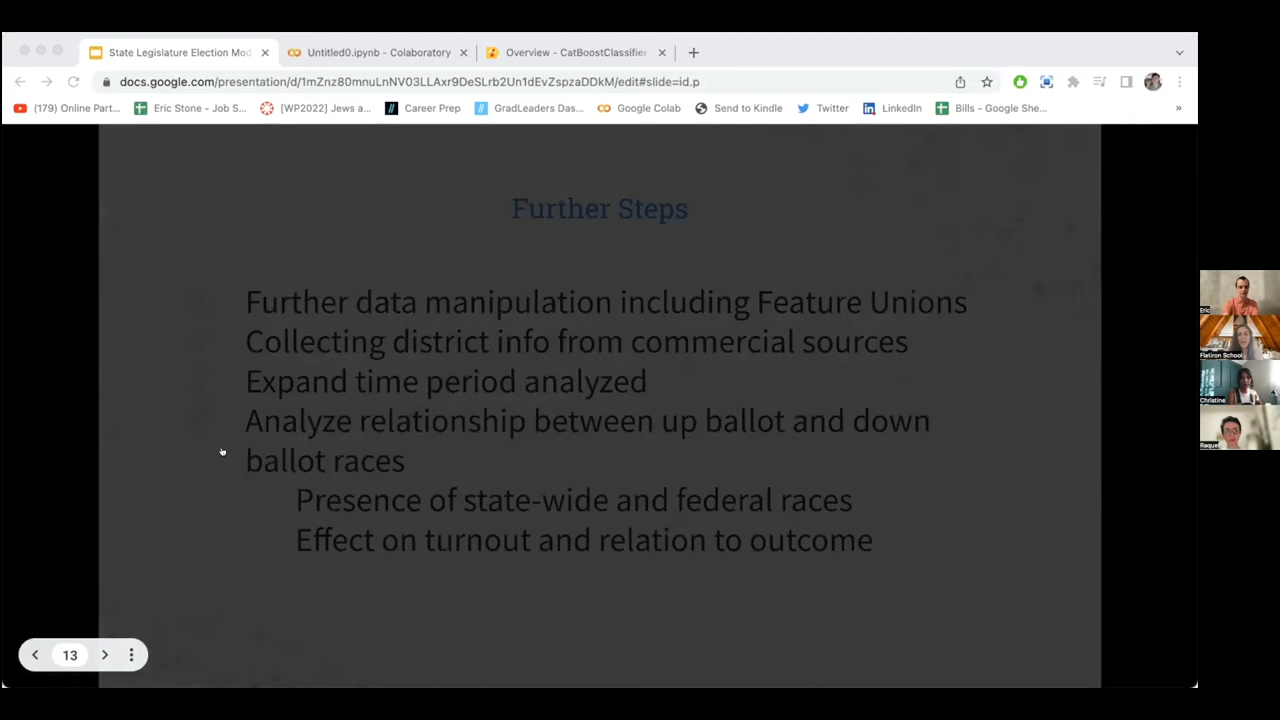 State Legislature Election Mod
Untitled0.ipynb - Colaboratory
Overview - CatBoostClassifier
docs.google.com/presentation/d/1mZnz80mnuLnNV03LLAxr9DeSLrb2Un1dEvZspzaDDkM/edit#slide=id.p
(179) Online Part...
Eric Stone - Job S...
[WP2022] Jews a...
Career Prep
GradLeaders Das...
Google Colab
Send to Kindle
Twitter
LinkedIn
Bills - Google She...
Further Steps
Further data manipulation including Feature Unions
Collecting district info from commercial sources
Expand time period analyzed
Analyze relationship between up ballot and down
ballot races
Presence of state-wide and federal races
Effect on turnout and relation to outcome
13
Eric
Flatiron School
Christine
Raquel